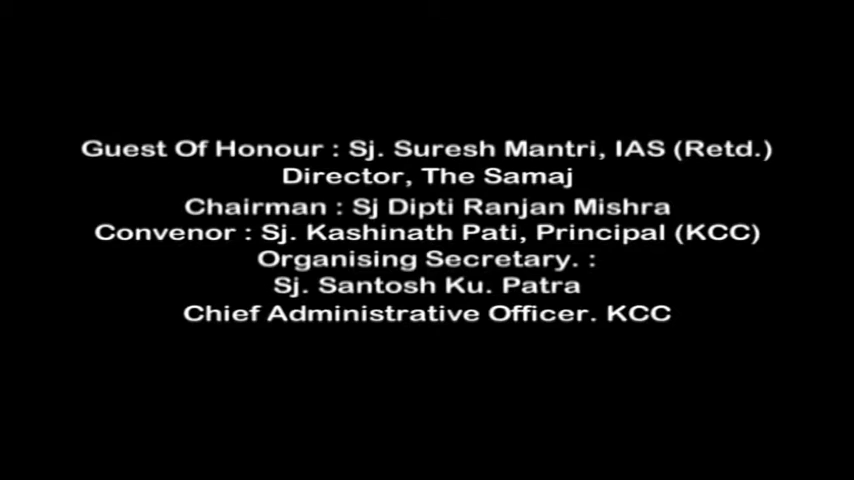 Guest Of Honour : Sj. Suresh Mantri, IAS (Retd.)
Director, The Samaj
Chairman : Sj Dipti Ranjan Mishra
Convenor : Sj. Kashinath Pati, Principal (KCC)
Organising Secretary. :
Sj. Santosh Ku. Patra
Chief Administrative Officer. KCC